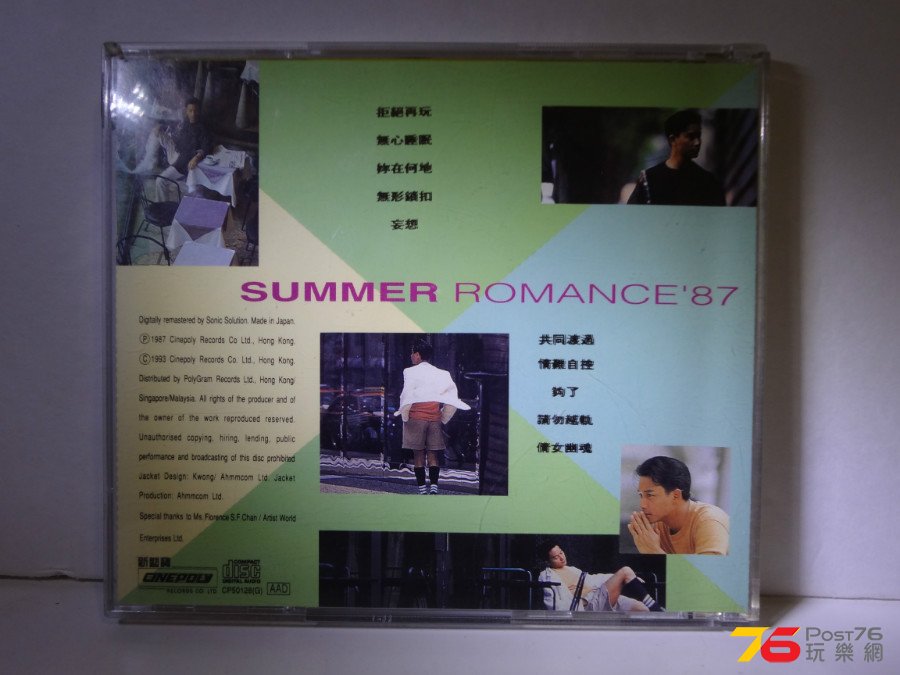 拒絕再玩
無心睡眠
妳在何地
無形鎖扣
妄想
SUMMER ROMANCE'87
Digitally remastered by Sonic Solution. Made in Japan.
Ⓟ1987 Cinepoly Records Co Ltd., Hong Kong.
Ⓒ1993 Cinepoly Records Co. Ltd., Hong Kong.
Distributed by PolyGram Records Ltd., Hong Kong/
Singapore/Malaysia. All rights of the producer and of
the owner of the work reproduced reserved.
Unauthorised copying, hiring, lending, public
performance and broadcasting of this disc prohibited
Jacket Design: Kwong/ Ahmmcom Ltd. Jacket
Production: Ahmmcom Ltd.
Special thanks to Ms. Florence S.F.Chan / Artist World
Enterprises Ltd.
共同渡過
情難自控
夠了
請勿越軌
倩女幽魂
新藝寶
CINEPOLY
RECORDS CO. LTD
COMPACT
disc
DIGITAL AUDIO
CP50128(G)
AAD
76 Post76
玩樂網